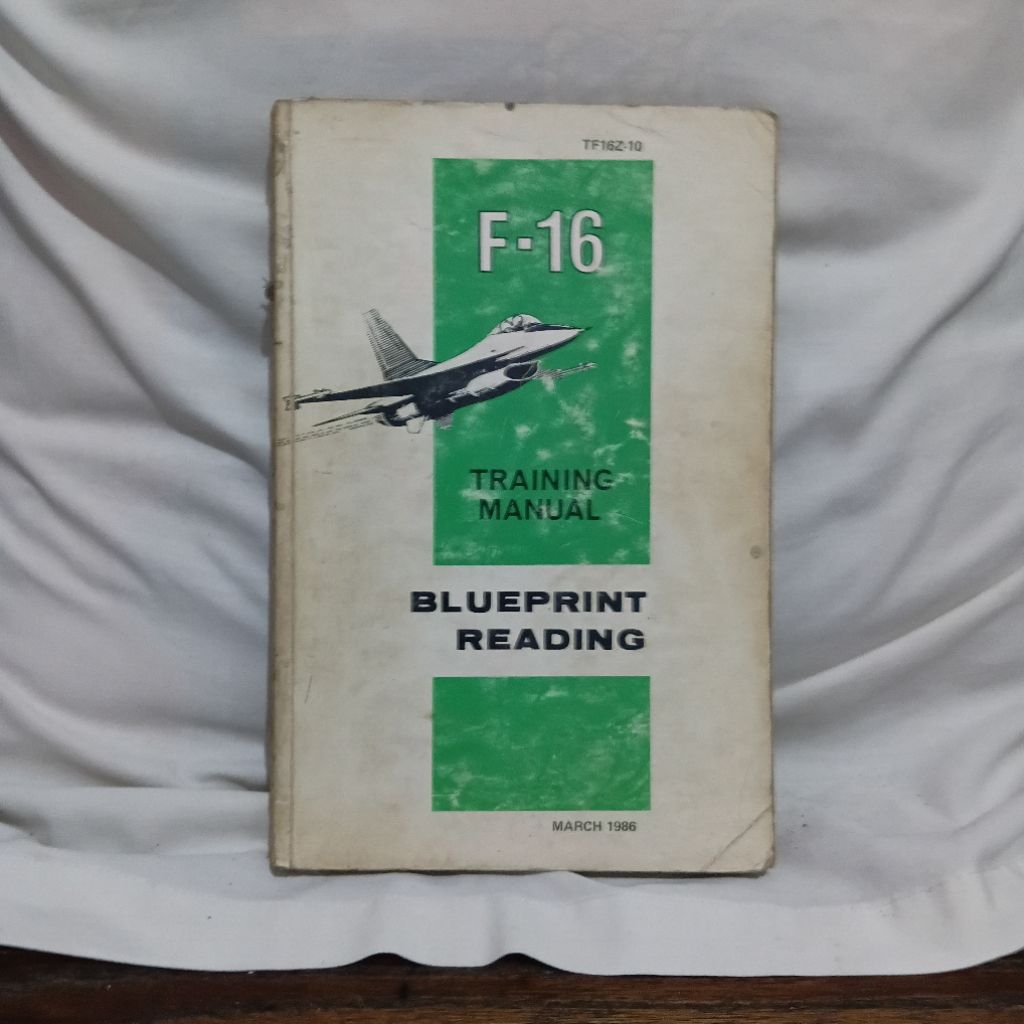 TF16Z-10
F-16
TRAINING
MANUAL
BLUEPRINT
READING
MARCH 1986